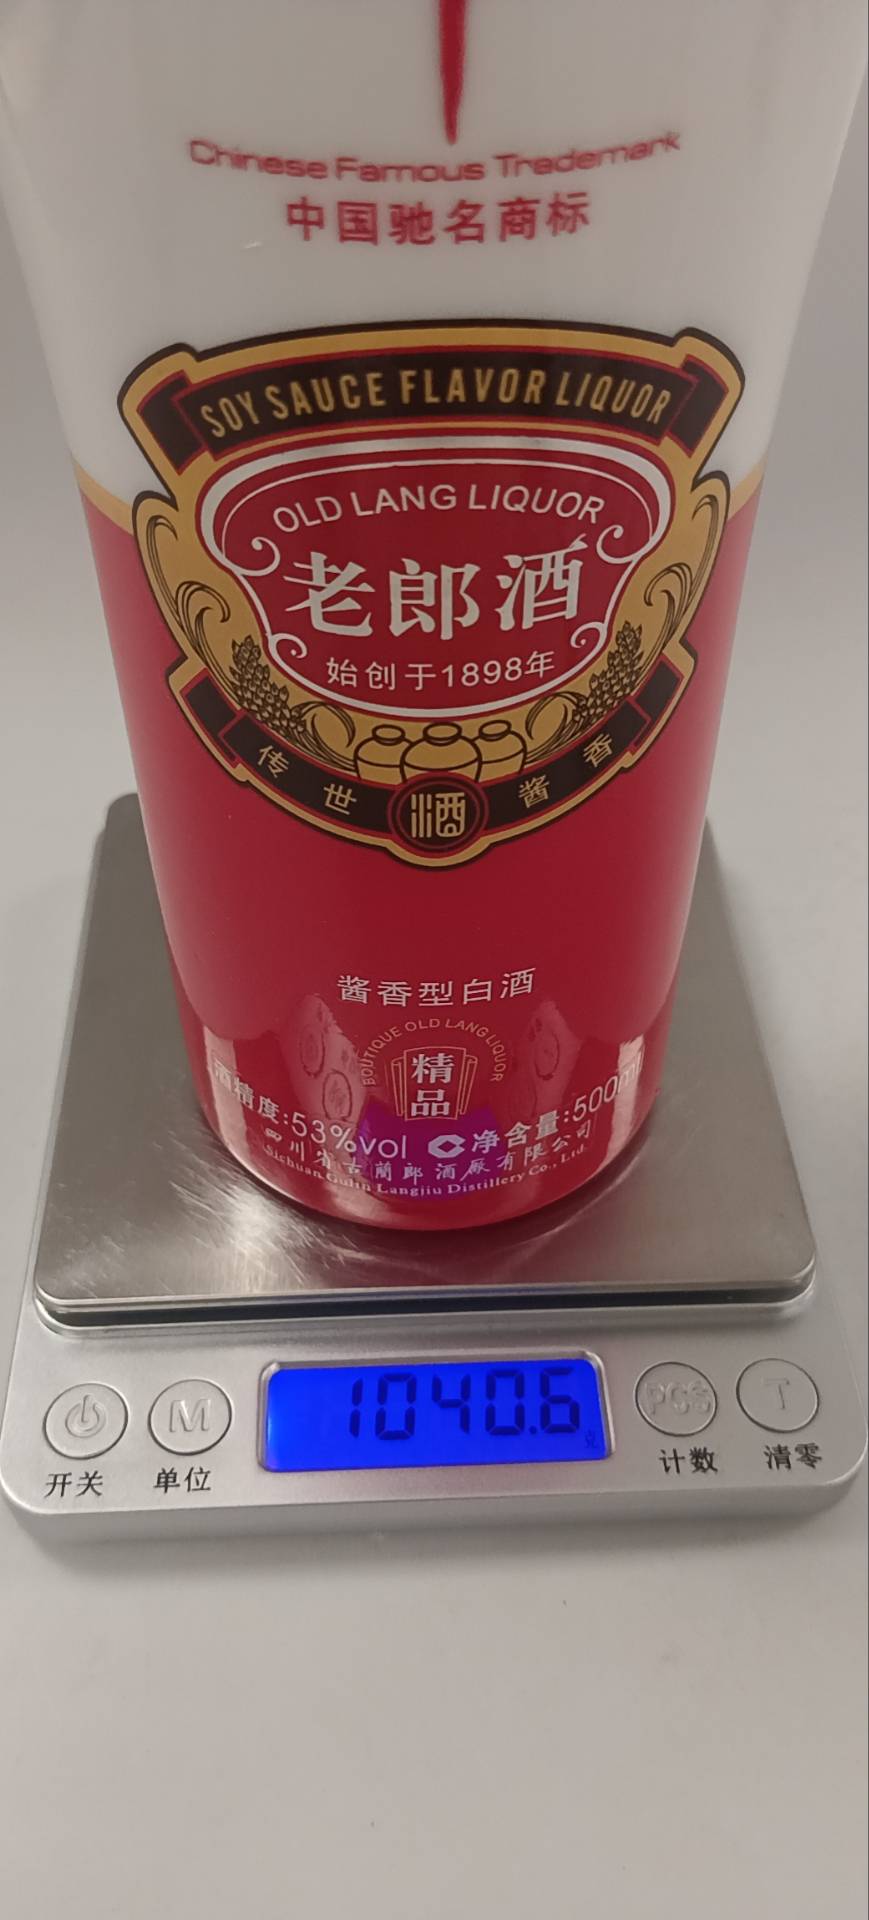 Chinese Famous Trademark
中国驰名商标
SOY SAUCE FLAVOR LIQUOR
OLD LANG LIQUOR
老郎酒
始创于1898年
传世酱香
酒
酱香型白酒
BOUTIQUE OLD LANG LIQUOR
精品
酒精度:53%vol C净含量:500ml
四川省古蔺郎酒厰有限公司
Sichuan Gulin Langjiu Distillery Co., Ltd.
1040.6
克
M
PCS
T
开关
单位
计数
清零